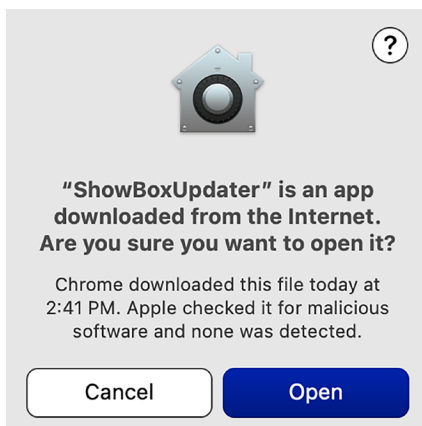 ?
“ShowBoxUpdater” is an app
downloaded from the Internet.
Are you sure you want to open it?
Chrome downloaded this file today at
2:41 PM. Apple checked it for malicious
software and none was detected.
Cancel
Open